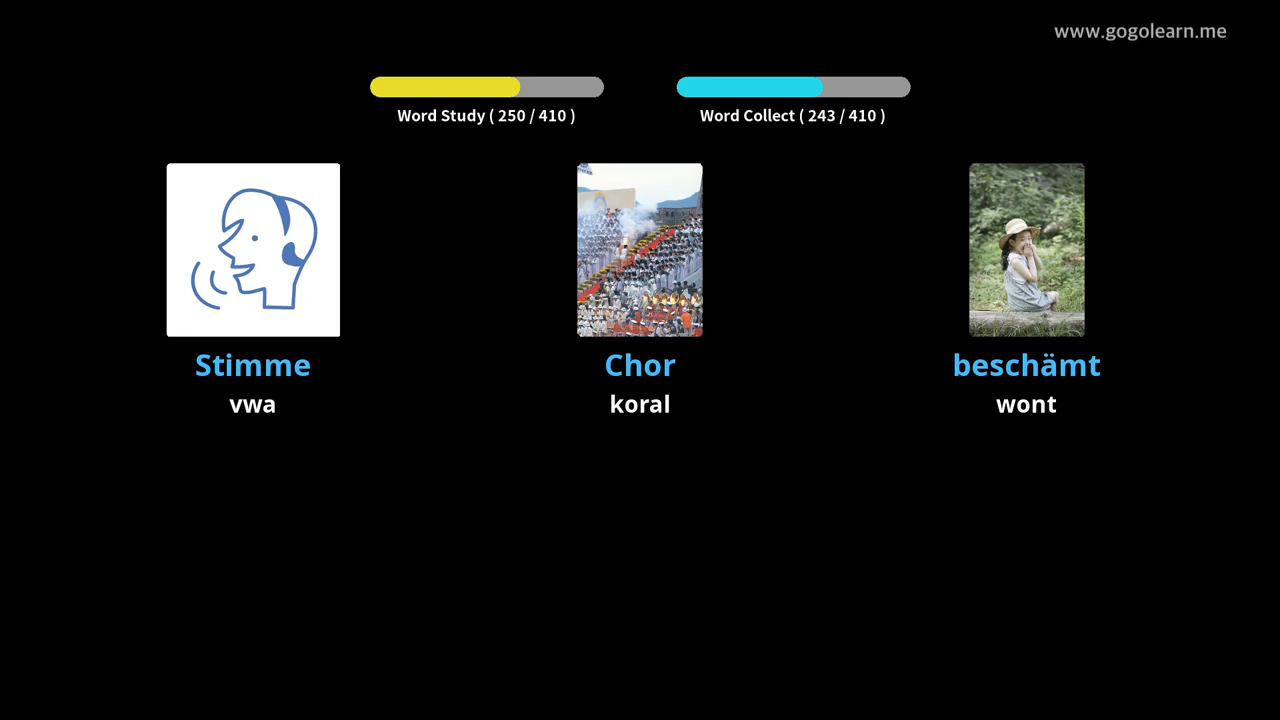 www.gogolearn.me
Word Study ( 250 / 410 )
Word Collect ( 243 / 410 )
Stimme
vwa
Chor
koral
beschämt
wont